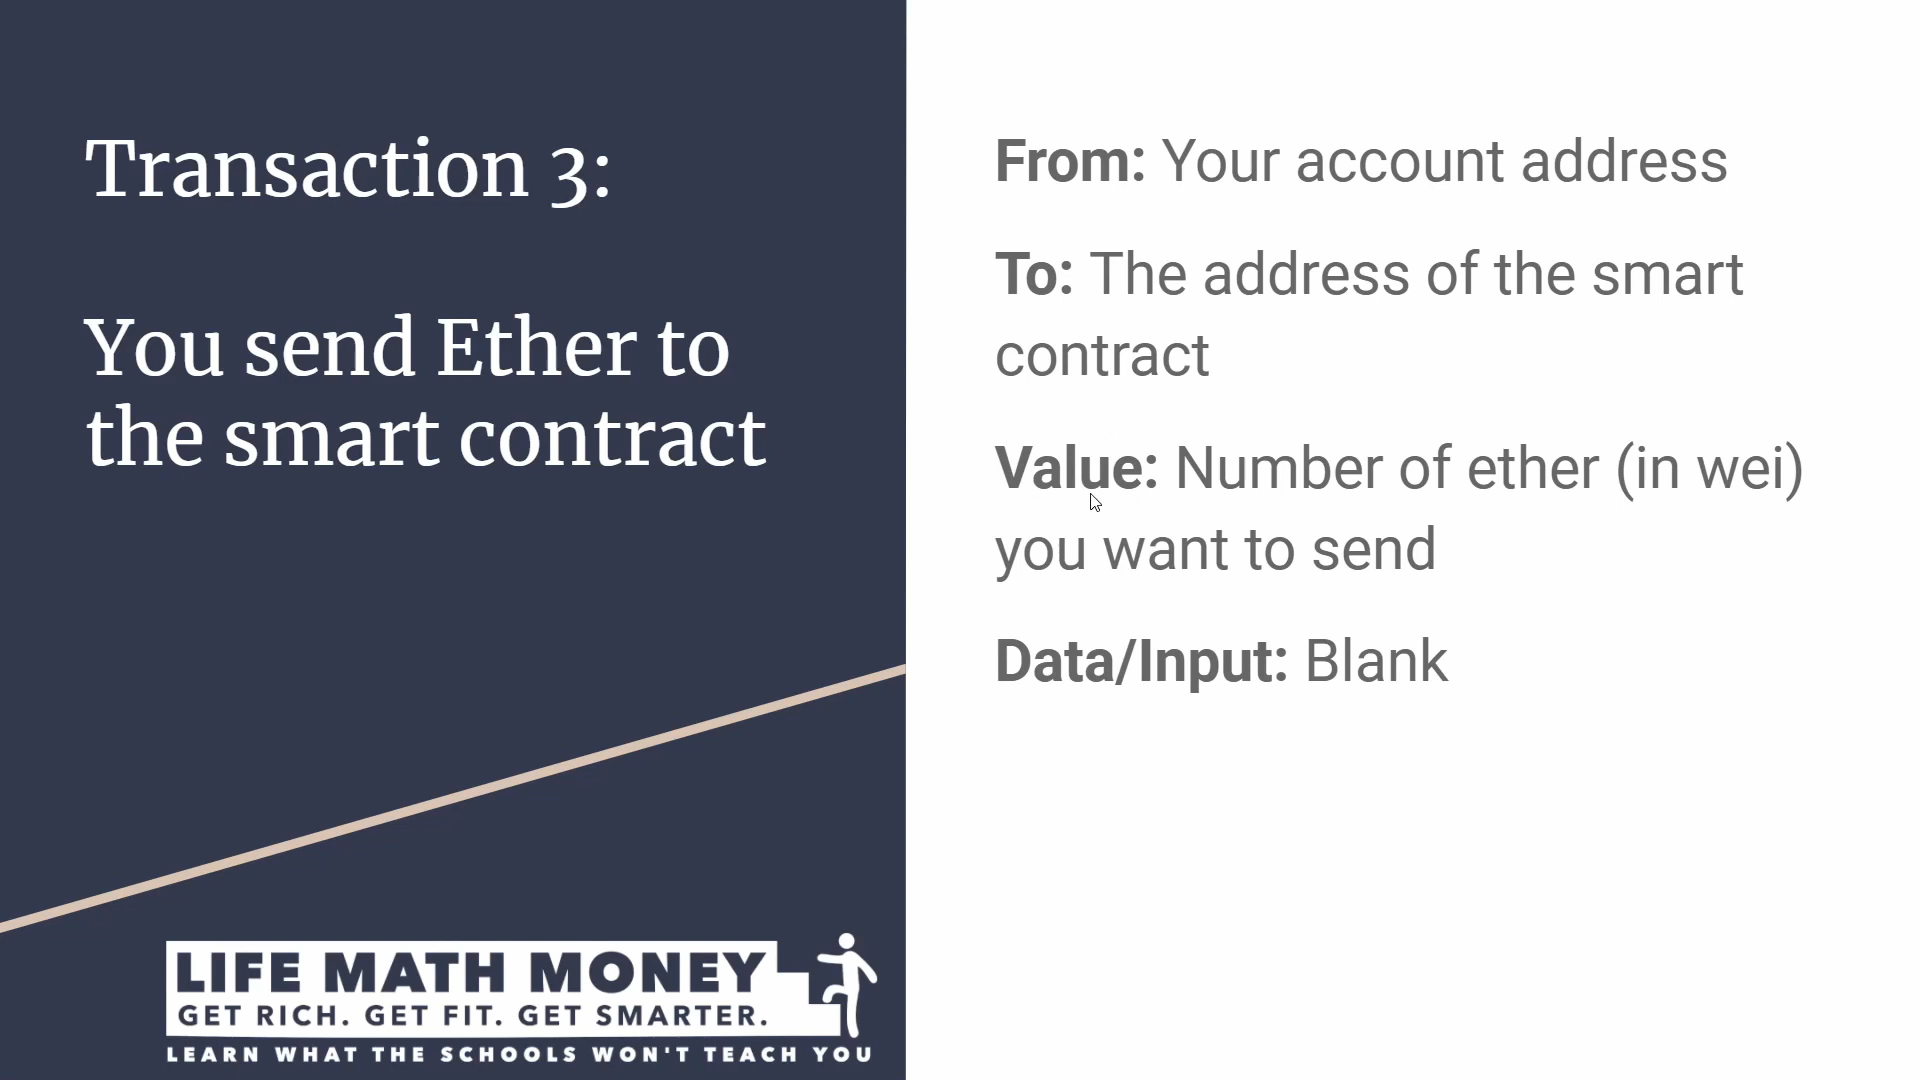 Transaction 3:
You send Ether to
the smart contract
From: Your account address
To: The address of the smart
contract
Value: Number of ether (in wei)
you want to send
Data/Input: Blank
LIFE MATH MONEY
GET RICH. GET FIT. GET SMARTER.
LEARN WHAT THE SCHOOLS WON'T TEACH YOU